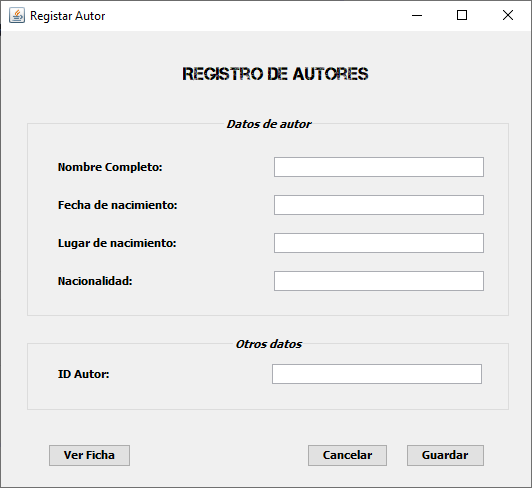 Registar Autor
REGISTRO DE AUTORES
Datos de autor
Nombre Completo:
Fecha de nacimiento:
Lugar de nacimiento:
Nacionalidad:
Otros datos
ID Autor:
Ver Ficha Cancelar Guardar